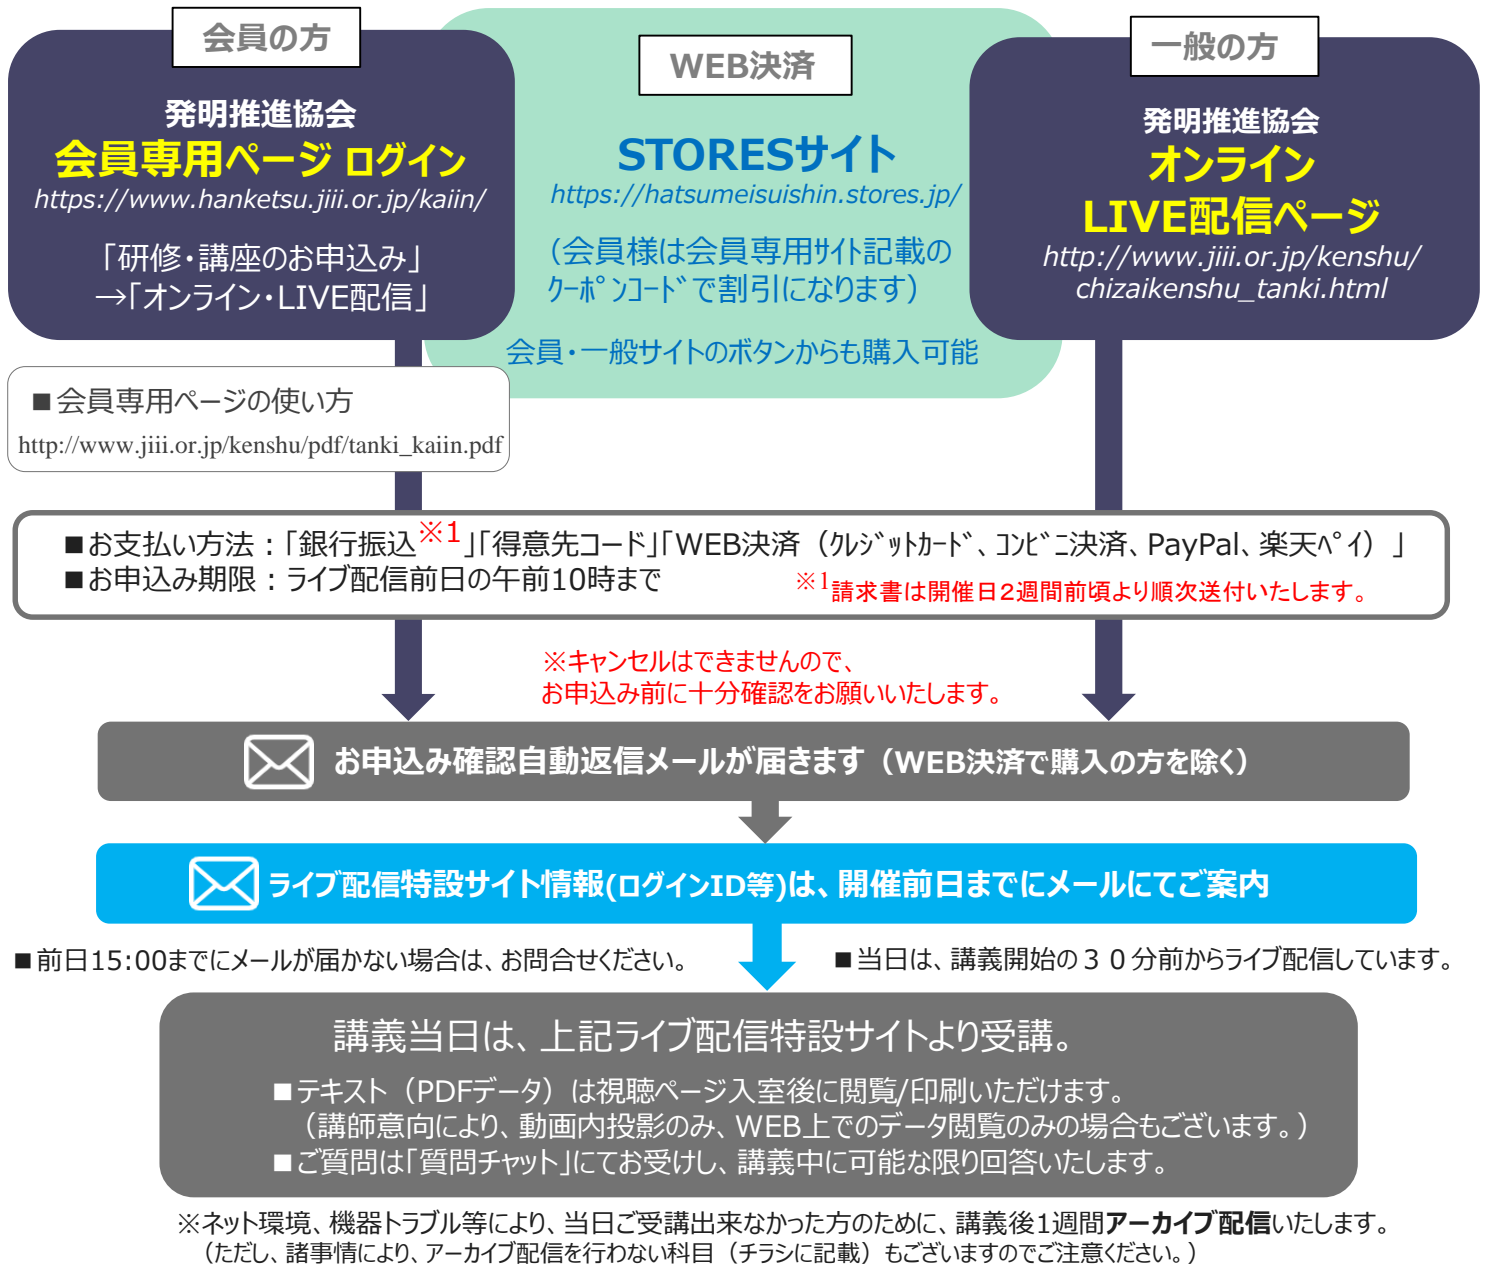 会員の方
発明推進協会
会員専用ページ ログイン
https://www.hanketsu.jiii.or.jp/kaiin/
「研修・講座のお申込み」
→「オンライン・LIVE配信」
WEB決済
STORESサイト
https://hatsumeisuishin.stores.jp/
（会員様は会員専用ｻｲﾄ記載の
ｸｰﾎﾟﾝｺｰﾄﾞで割引になります）
会員・一般サイトのボタンからも購入可能
一般の方
発明推進協会
オンライン
LIVE配信ページ
http://www.jiii.or.jp/kenshu/
chizaikenshu_tanki.html
■会員専用ページの使い方
http://www.jiii.or.jp/kenshu/pdf/tanki_kaiin.pdf
■お支払い方法：「銀行振込※1」「得意先コード」「WEB決済（ｸﾚｼﾞｯﾄｶｰﾄﾞ、ｺﾝﾋﾞﾆ決済、PayPal、楽天ﾍﾟｲ）」
■お申込み期限：ライブ配信前日の午前10時まで
※1請求書は開催日２週間前頃より順次送付いたします。
※キャンセルはできませんので、
お申込み前に十分確認をお願いいたします。
お申込み確認自動返信メールが届きます（WEB決済で購入の方を除く）
ライブ配信特設サイト情報(ログインID等)は、開催前日までにメールにてご案内
■前日15:00までにメールが届かない場合は、お問合せください。
■当日は、講義開始の３０分前からライブ配信しています。
講義当日は、上記ライブ配信特設サイトより受講。
■テキスト（PDFデータ）は視聴ページ入室後に閲覧/印刷いただけます。
（講師意向により、動画内投影のみ、WEB上でのデータ閲覧のみの場合もございます。）
■ご質問は「質問チャット」にてお受けし、講義中に可能な限り回答いたします。
※ネット環境、機器トラブル等により、当日ご受講出来なかった方のために、講義後1週間アーカイブ配信いたします。
（ただし、諸事情により、アーカイブ配信を行わない科目（チラシに記載）もございますのでご注意ください。）